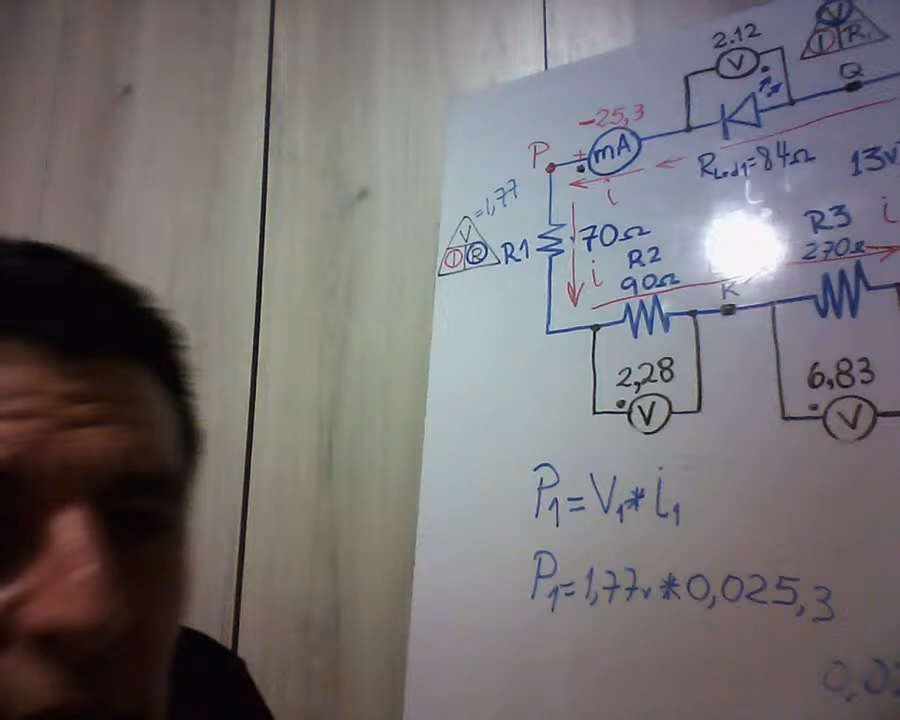 V
I R
2.12
V
Q
-25,3
P + mA
i
RLed1=84Ω
13v
V =1,77
I R
R1 70Ω
i
R2
90Ω
K
R3
270Ω
i
2,28
V
6,83
V
P1=V1*i1
P1=1,77v*0,025,3